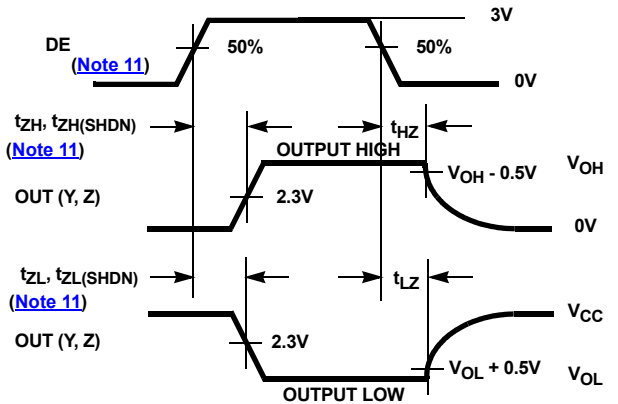 3V
DE
(Note 11)
50%
50%
0V
tZH, tZH(SHDN)
(Note 11)
tHZ
OUTPUT HIGH
VOH - 0.5V
VOH
OUT (Y, Z)
2.3V
0V
tZL, tZL(SHDN)
(Note 11)
tLZ
VCC
OUT (Y, Z)
2.3V
VOL + 0.5V
VOL
OUTPUT LOW